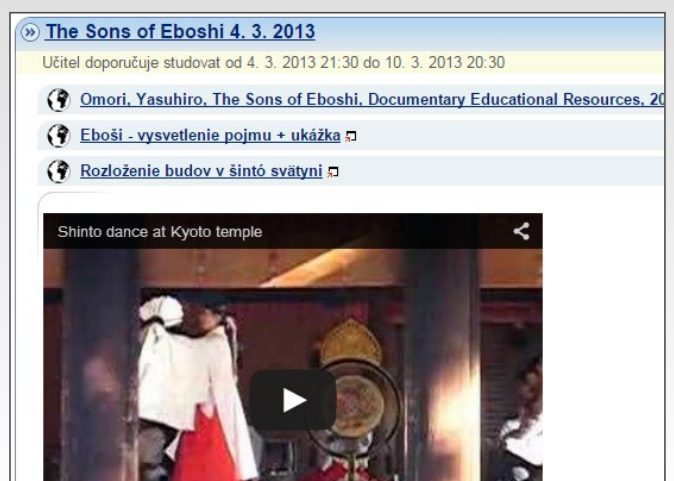 The Sons of Eboshi 4. 3. 2013
Učitel doporučuje studovat od 4. 3. 2013 21:30 do 10. 3. 2013 20:30
Omori, Yasuhiro, The Sons of Eboshi, Documentary Educational Resources, 20
Eboši - vysvetlenie pojmu + ukážka
Rozloženie budov v šintó svätyni
Shinto dance at Kyoto temple